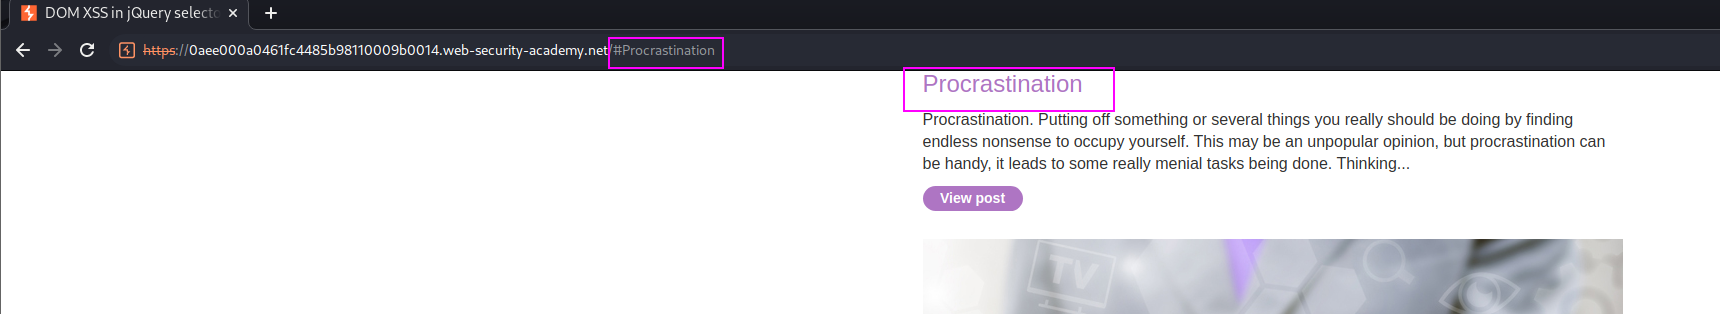 DOM XSS in jQuery selecto
https://0aee000a0461fc4485b98110009b0014.web-security-academy.net/#Procrastination
Procrastination
Procrastination. Putting off something or several things you really should be doing by finding
endless nonsense to occupy yourself. This may be an unpopular opinion, but procrastination can
be handy, it leads to some really menial tasks being done. Thinking...
View post
TV